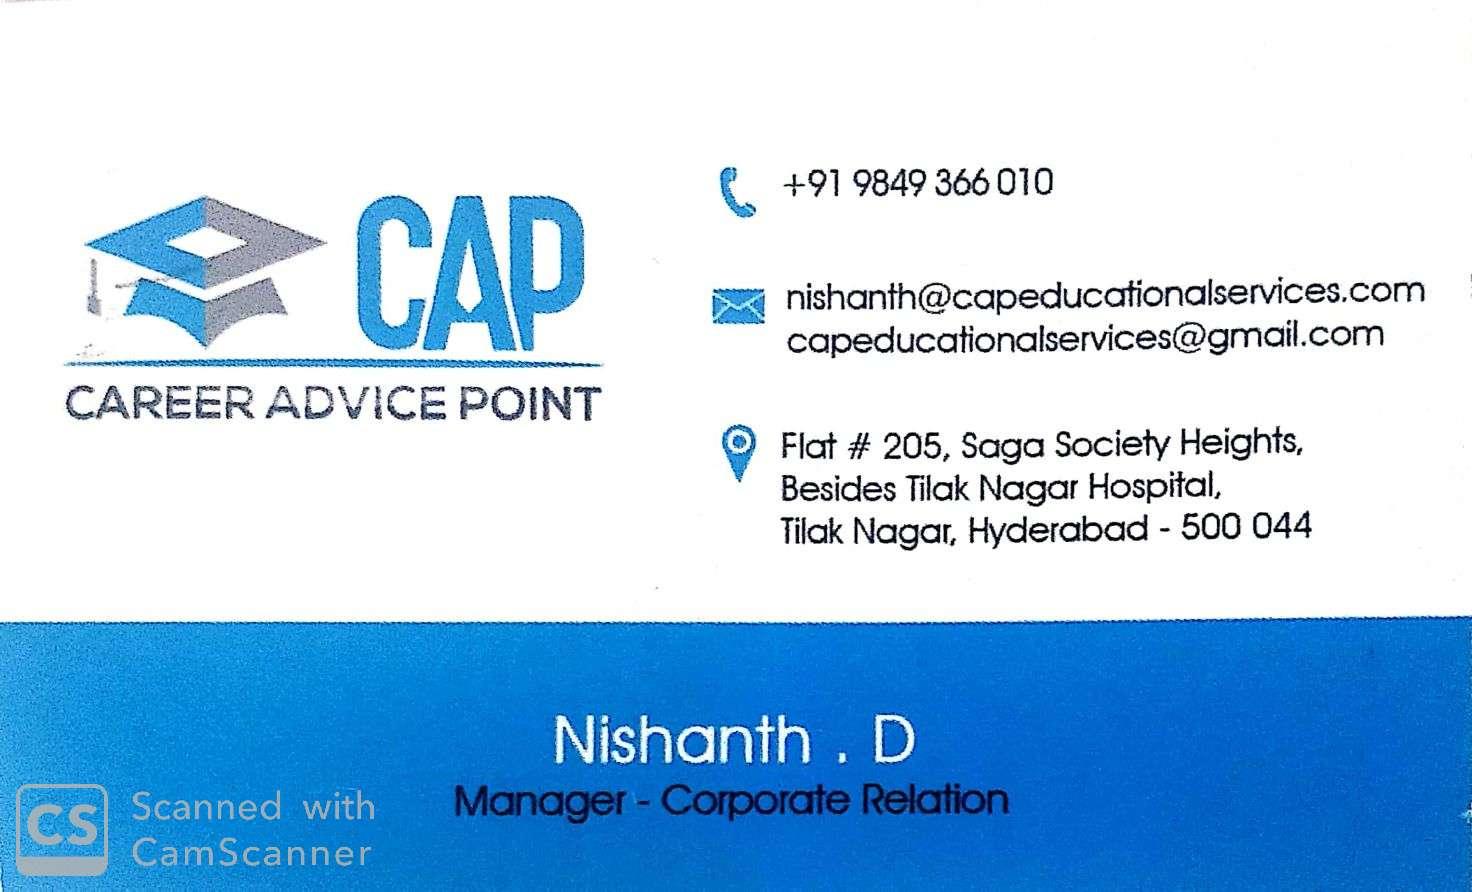 CAP
CAREER ADVICE POINT
+91 9849 366 010
nishanth@capeducationalservices.com
capeducationalservices@gmail.com
Flat # 205, Saga Society Heights,
Besides Tilak Nagar Hospital,
Tilak Nagar, Hyderabad - 500 044
Nishanth . D
Manager - Corporate Relation
CS
Scanned with
CamScanner